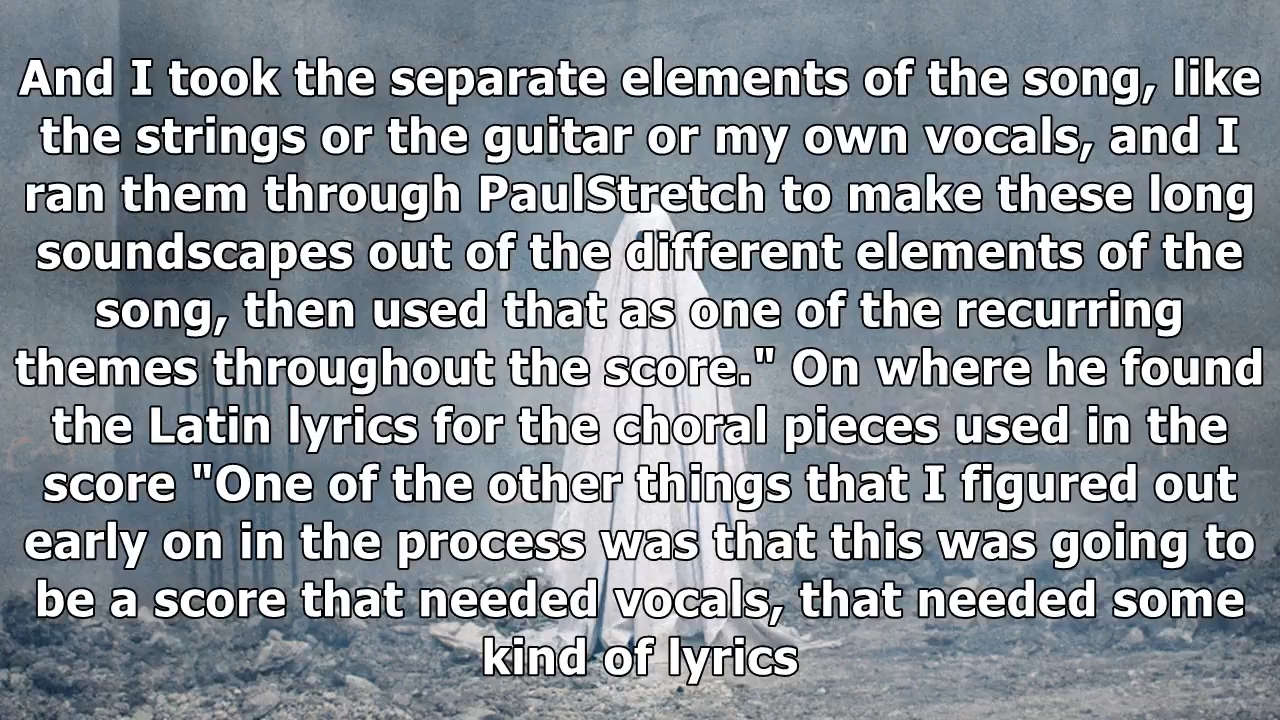 And I took the separate elements of the song, like
the strings or the guitar or my own vocals, and I
ran them through PaulStretch to make these long
soundscapes out of the different elements of the
song, then used that as one of the recurring
themes throughout the score." On where he found
the Latin lyrics for the choral pieces used in the
score "One of the other things that I figured out
early on in the process was that this was going to
be a score that needed vocals, that needed some
kind of lyrics